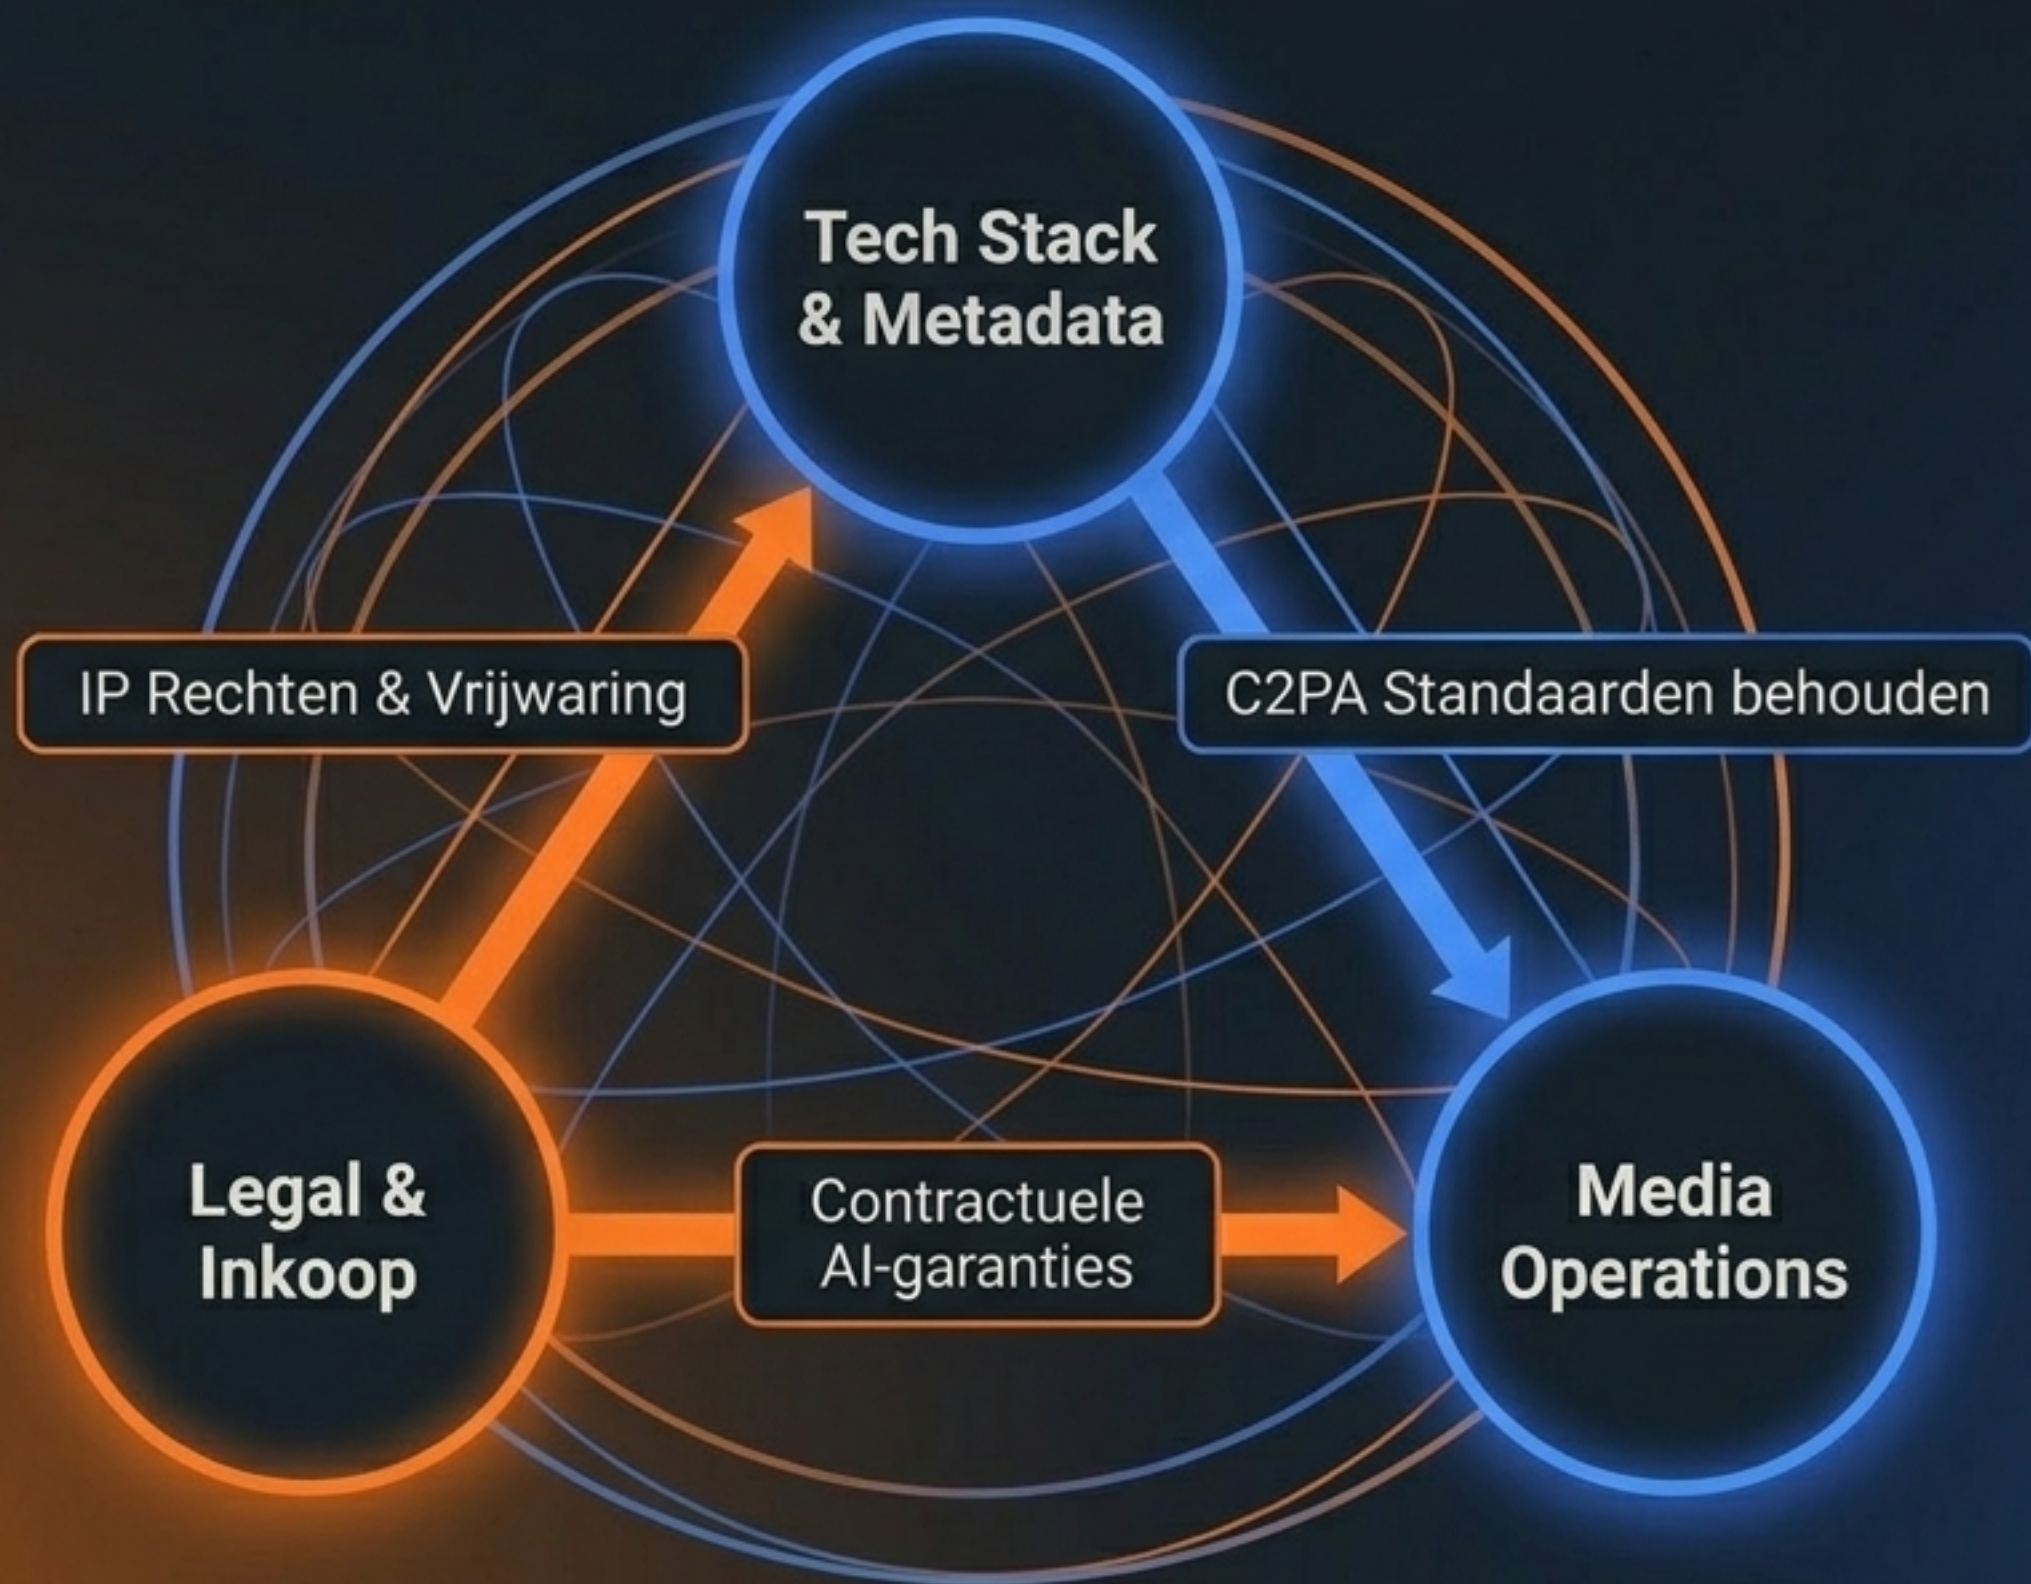 Tech Stack
& Metadata
IP Rechten & Vrijwaring
C2PA Standaarden behouden
Legal &
Inkoop
Contractuele
AI-garanties
Media
Operations